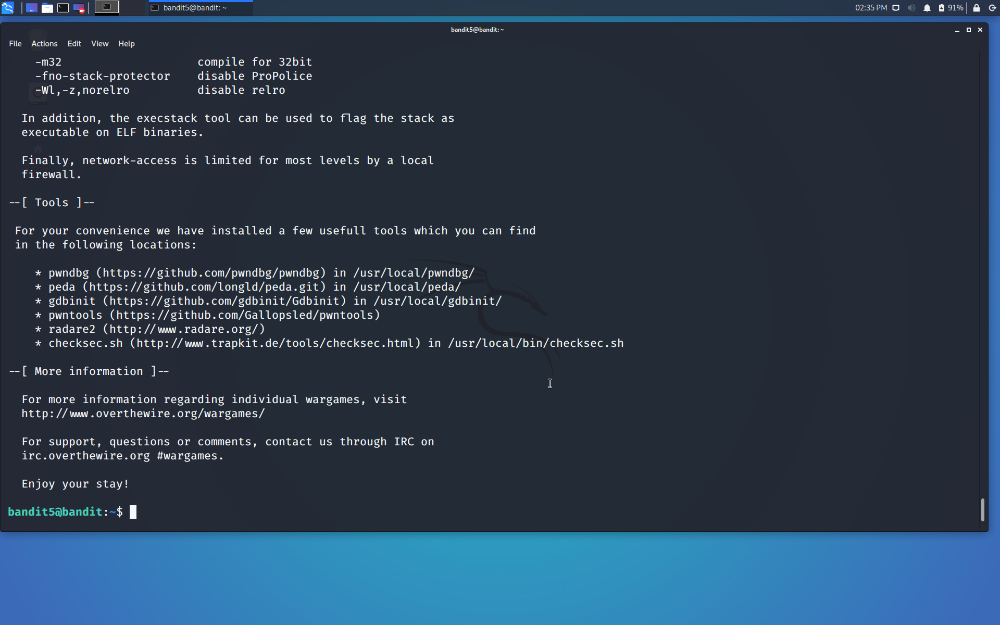 bandit5@bandit: ~
02:35 PM
91%
bandit5@bandit: ~
File Actions Edit View Help
-m32 compile for 32bit
-fno-stack-protector disable ProPolice
-Wl,-z,norelro disable relro
In addition, the execstack tool can be used to flag the stack as
executable on ELF binaries.
Finally, network-access is limited for most levels by a local
firewall.
--[ Tools ]--
For your convenience we have installed a few usefull tools which you can find
in the following locations:
* pwndbg (https://github.com/pwndbg/pwndbg) in /usr/local/pwndbg/
* peda (https://github.com/longld/peda.git) in /usr/local/peda/
* gdbinit (https://github.com/gdbinit/Gdbinit) in /usr/local/gdbinit/
* pwntools (https://github.com/Gallopsled/pwntools)
* radare2 (http://www.radare.org/)
* checksec.sh (http://www.trapkit.de/tools/checksec.html) in /usr/local/bin/checksec.sh
--[ More information ]--
For more information regarding individual wargames, visit
http://www.overthewire.org/wargames/
For support, questions or comments, contact us through IRC on
irc.overthewire.org #wargames.
Enjoy your stay!
bandit5@bandit:~$